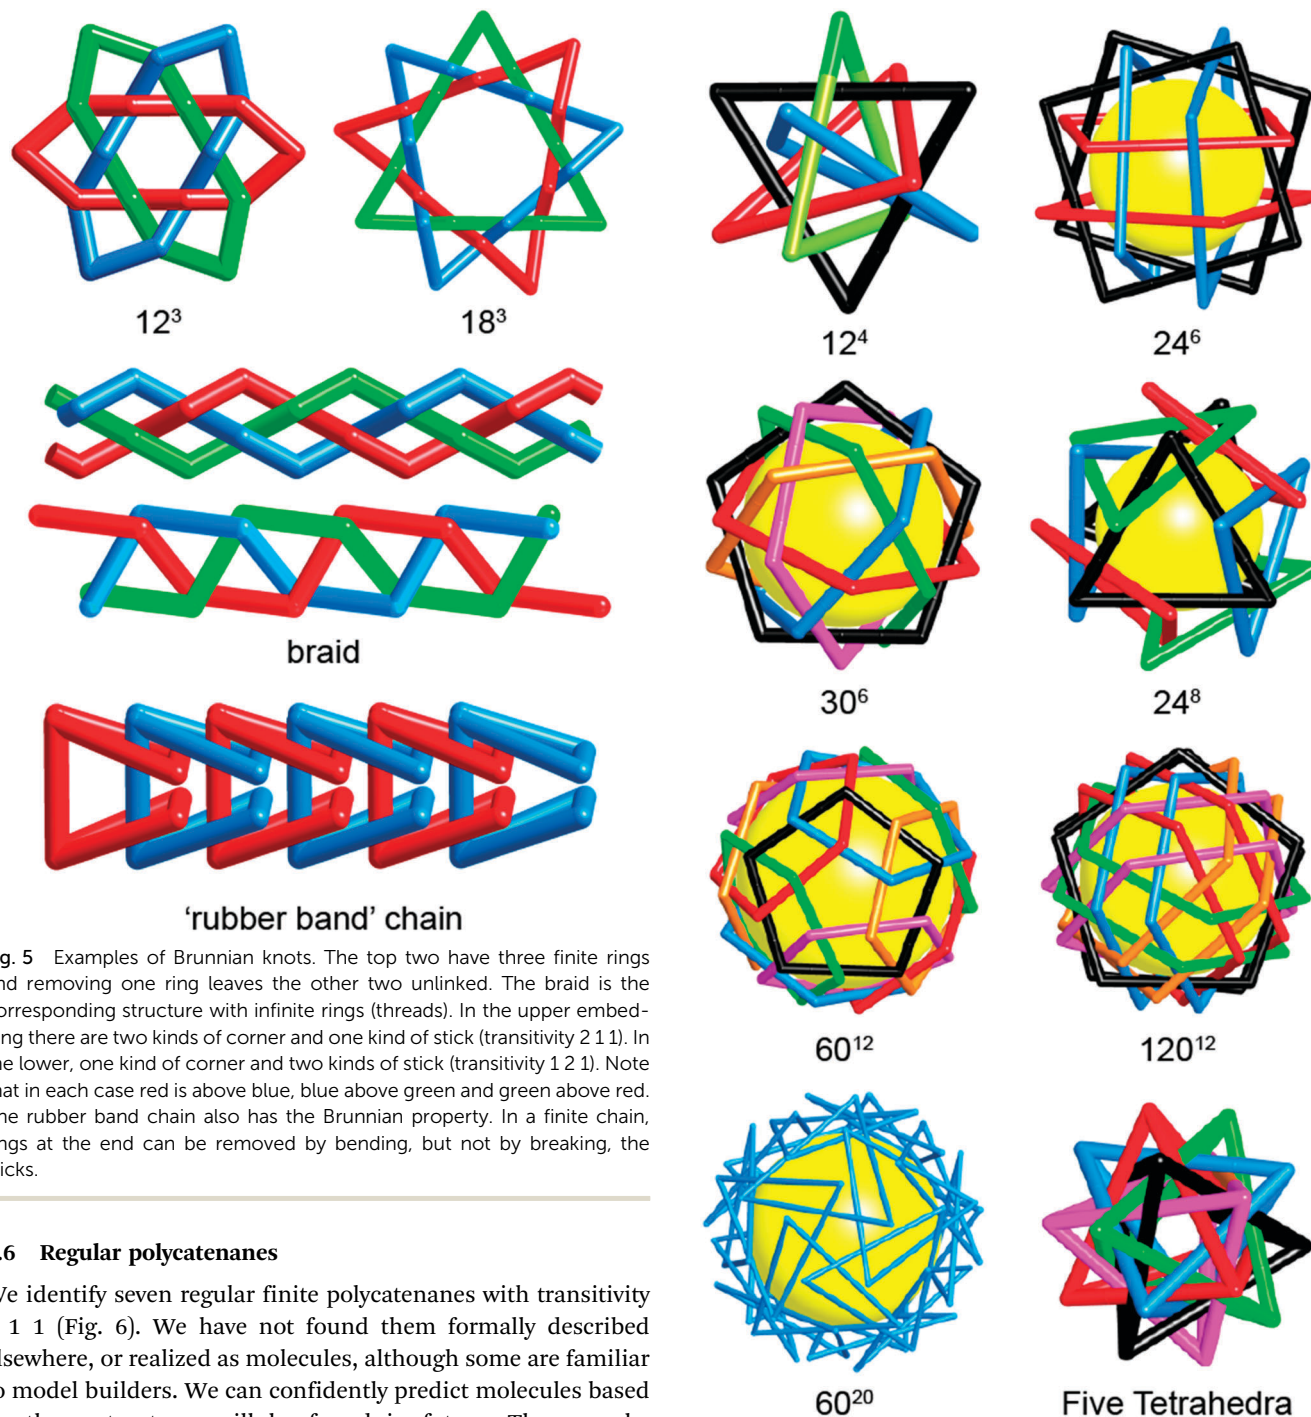 12³
18³
braid
'rubber band' chain
g. 5 Examples of Brunnian knots. The top two have three finite rings
nd removing one ring leaves the other two unlinked. The braid is the
orresponding structure with infinite rings (threads). In the upper embed-
ng there are two kinds of corner and one kind of stick (transitivity 2 1 1). In
he lower, one kind of corner and two kinds of stick (transitivity 1 2 1). Note
hat in each case red is above blue, blue above green and green above red.
he rubber band chain also has the Brunnian property. In a finite chain,
ngs at the end can be removed by bending, but not by breaking, the
icks.
.6 Regular polycatenanes
We identify seven regular finite polycatenanes with transitivity
1 1 (Fig. 6). We have not found them formally described
lsewhere, or realized as molecules, although some are familiar
o model builders. We can confidently predict molecules based
12⁴
24⁶
30⁶
24⁸
60¹²
120¹²
60²⁰
Five Tetrahedra